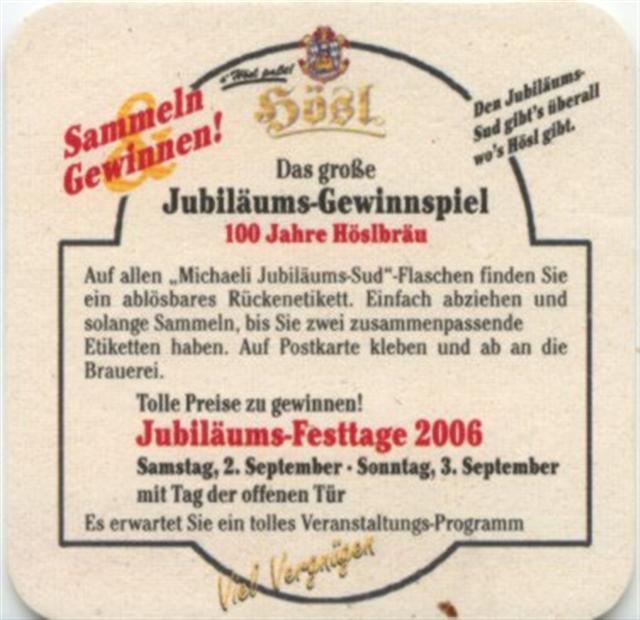 Sammeln
&
Gewinnen!
a' Hösl, passt!
Hösl
Den Jubiläums-
Sud gibt's überall
wo's Hösl gibt.
Das große
Jubiläums-Gewinnspiel
100 Jahre Höslbräu
Auf allen „Michaeli Jubiläums-Sud“-Flaschen finden Sie
ein ablösbares Rückenetikett. Einfach abziehen und
solange Sammeln, bis Sie zwei zusammenpassende
Etiketten haben. Auf Postkarte kleben und ab an die
Brauerei.
Tolle Preise zu gewinnen!
Jubiläums-Festtage 2006
Samstag, 2. September · Sonntag, 3. September
mit Tag der offenen Tür
Es erwartet Sie ein tolles Veranstaltungs-Programm
Viel Vergnügen